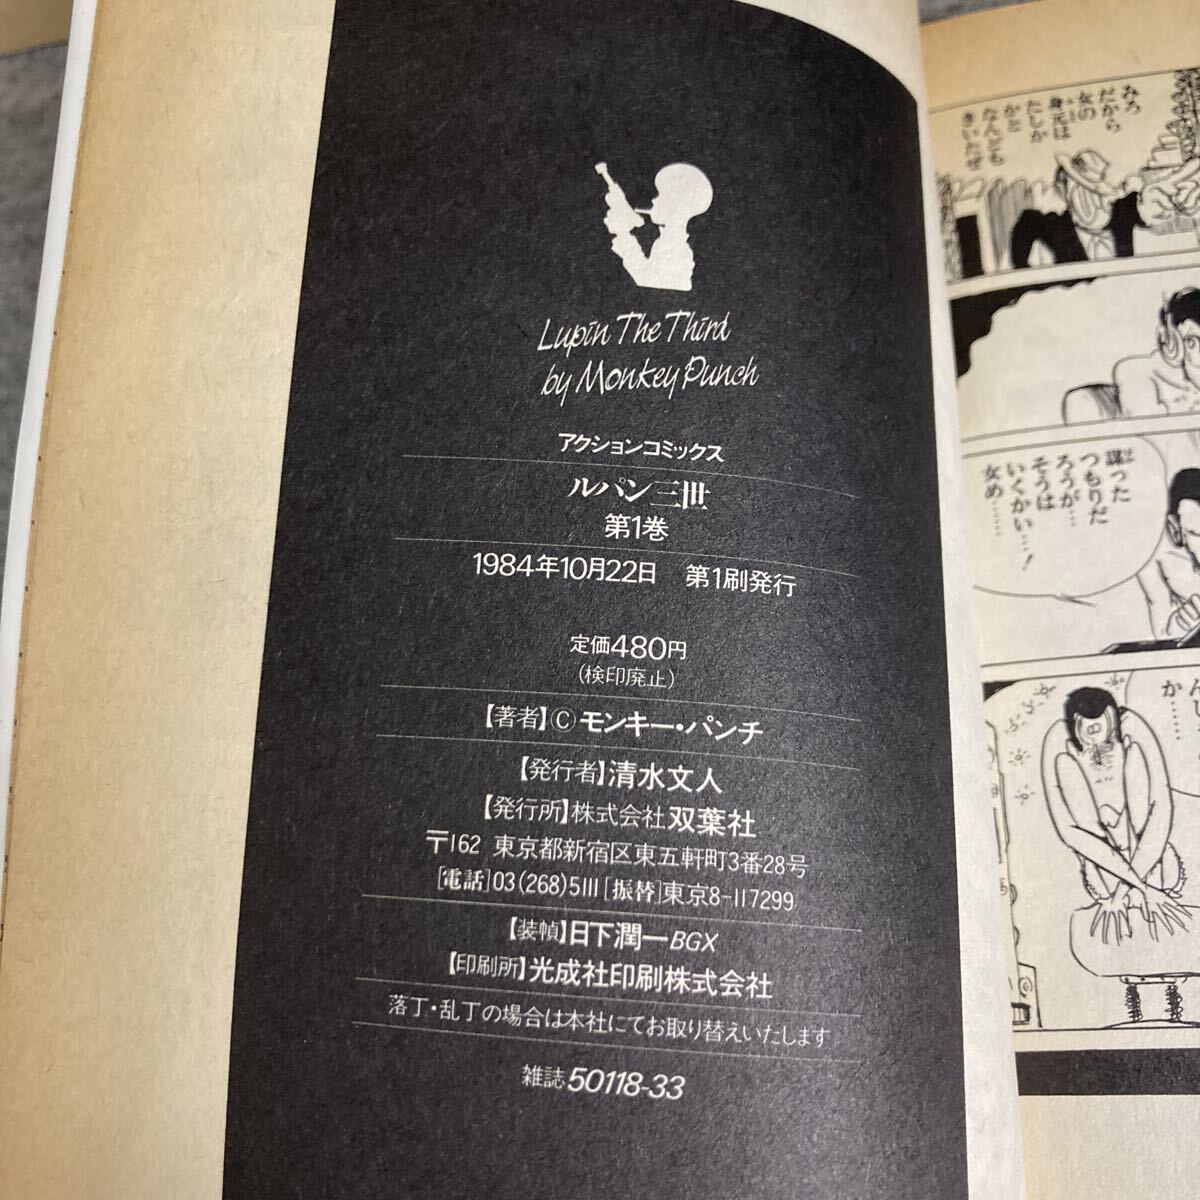 Lupin The Third
by Monkey Punch
アクションコミックス
ルパン三世
第1巻
1984年10月22日 第1刷発行
定価480円
(検印廃止)
【著者】Ⓒモンキー・パンチ
【発行者】清水文人
【発行所】株式会社双葉社
〒162 東京都新宿区東五軒町3番28号
[電話]03(268)5111[振替]東京8-117299
【装幀】日下潤一BGX
【印刷所】光成社印刷株式会社
落丁・乱丁の場合は本社にてお取り替えいたします
雑誌50118-33
みろ
だから
女の
身元は
たしか
かと
なんども
きいたぜ
謀った
つもりだ
ろうが…
そうは
いくかい…!
女め……